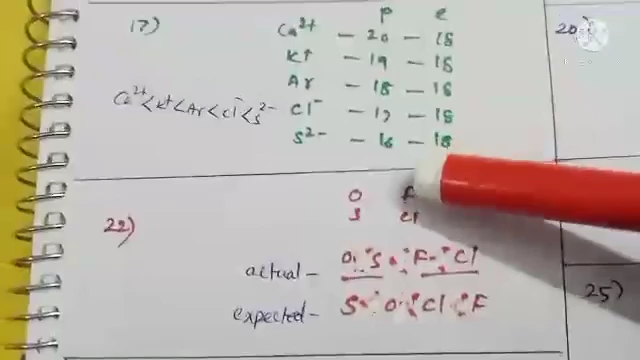 17)
p e
Ca²⁺ – 20 – 18
K⁺ – 19 – 18
Ar – 18 – 18
Cl⁻ – 17 – 18
S²⁻ – 16 – 18
Ca²⁺<K⁺<Ar<Cl⁻<S²⁻
20)
22)
O F
S Cl
actual – O S F Cl
expected – S O Cl F
25)